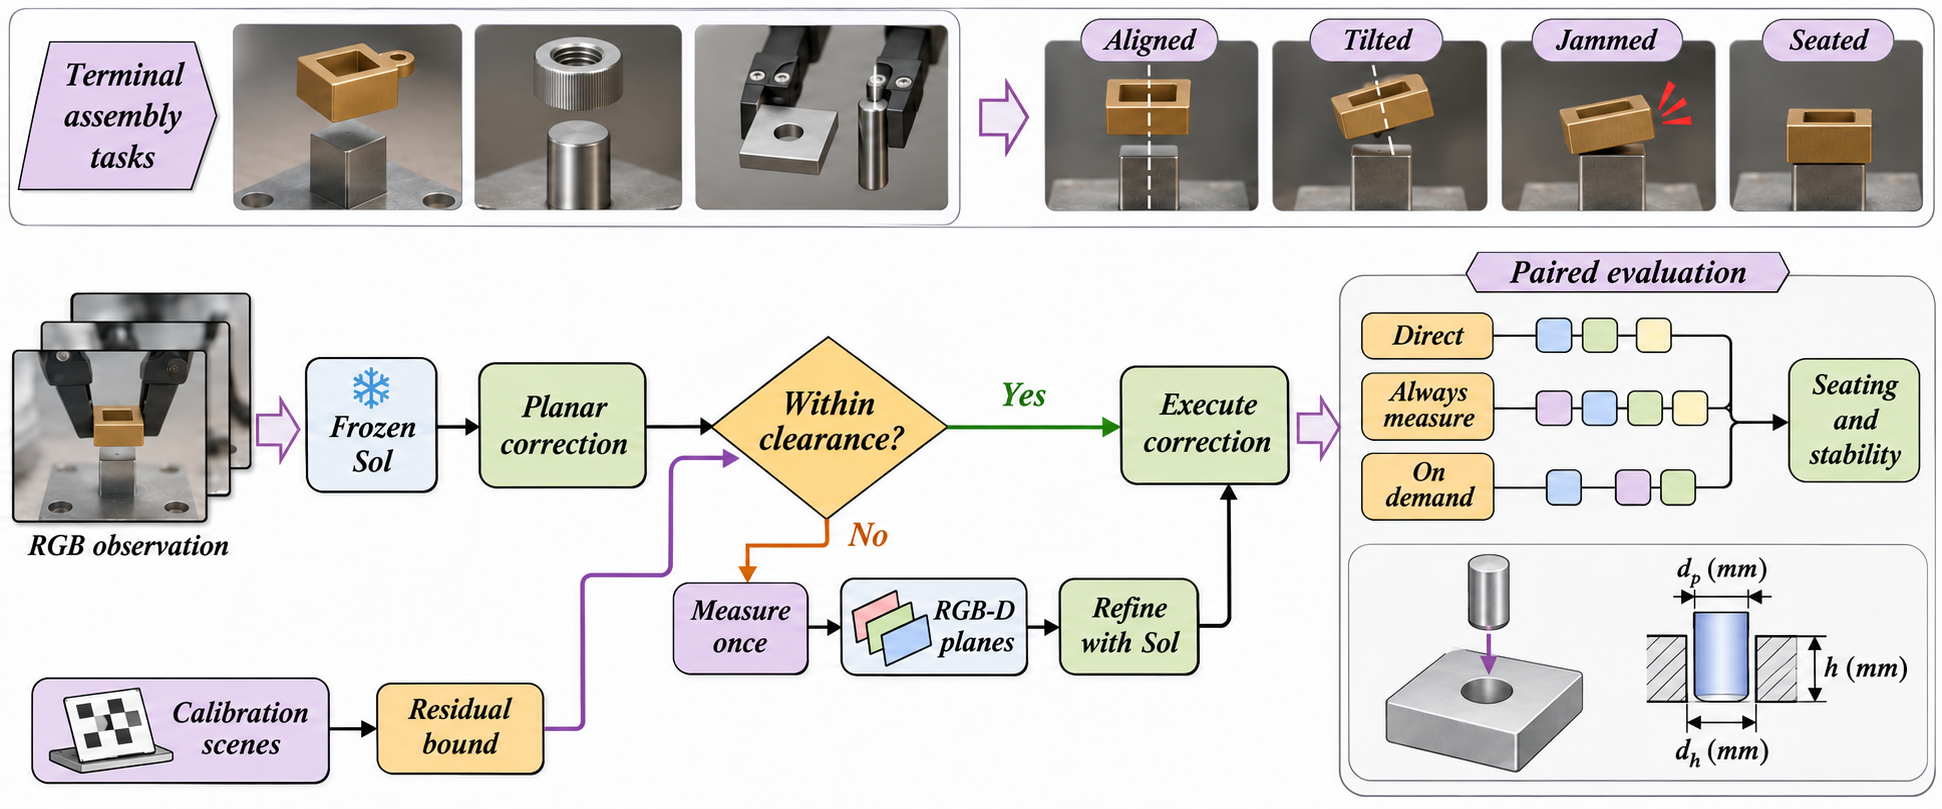 Terminal
assembly
tasks
Aligned
Tilted
Jammed
Seated
RGB observation
Frozen
Sol
Planar
correction
Within
clearance?
Yes
No
Execute
correction
Measure
once
RGB-D
planes
Refine
with Sol
Calibration
scenes
Residual
bound
Paired evaluation
Direct
Always
measure
On
demand
Seating
and
stability
d_p (mm)
h (mm)
d_h (mm)